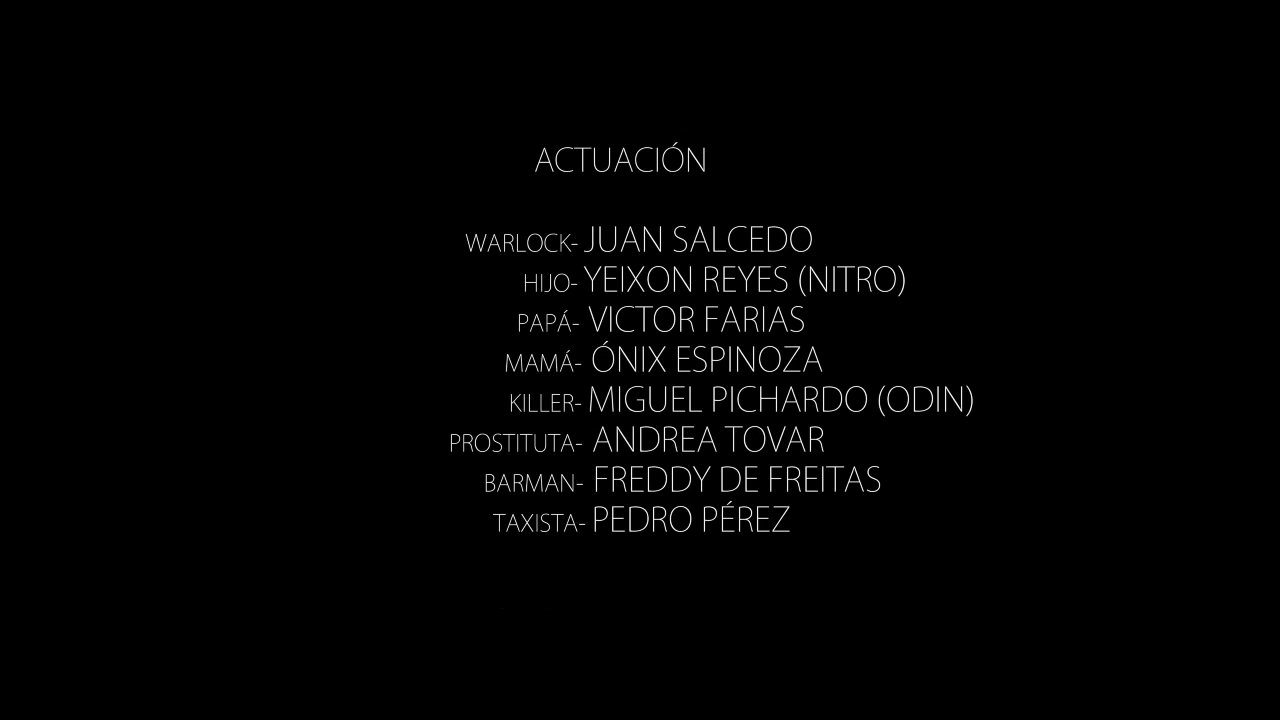 ACTUACIÓN
WARLOCK- JUAN SALCEDO
HIJO- YEIXON REYES (NITRO)
PAPÁ- VICTOR FARIAS
MAMÁ- ÓNIX ESPINOZA
KILLER- MIGUEL PICHARDO (ODIN)
PROSTITUTA- ANDREA TOVAR
BARMAN- FREDDY DE FREITAS
TAXISTA- PEDRO PÉREZ